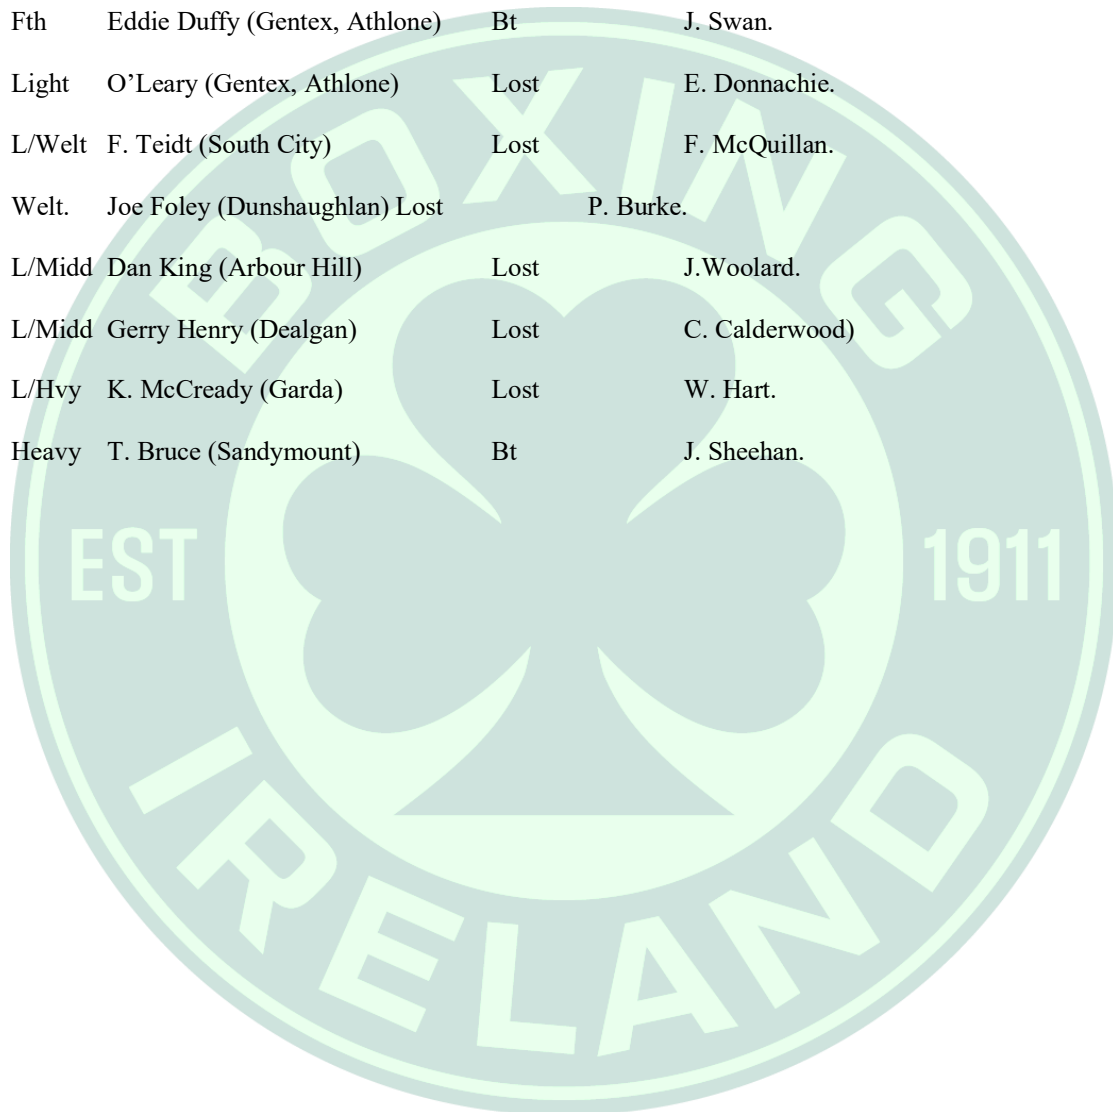 Fth Eddie Duffy (Gentex, Athlone) Bt J. Swan.
Light O’Leary (Gentex, Athlone) Lost E. Donnachie.
L/Welt F. Teidt (South City) Lost F. McQuillan.
Welt. Joe Foley (Dunshaughlan) Lost P. Burke.
L/Midd Dan King (Arbour Hill) Lost J.Woolard.
L/Midd Gerry Henry (Dealgan) Lost C. Calderwood)
L/Hvy K. McCready (Garda) Lost W. Hart.
Heavy T. Bruce (Sandymount) Bt J. Sheehan.
BOXING
EST 1911
IRELAND